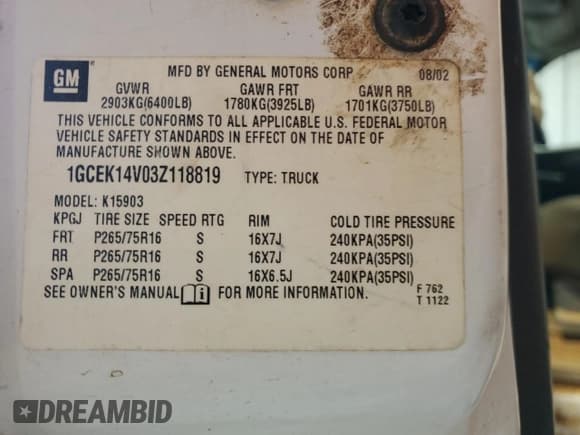 GM
MFD BY GENERAL MOTORS CORP 08/02
GVWR GAWR FRT GAWR RR
2903KG(6400LB) 1780KG(3925LB) 1701KG(3750LB)
THIS VEHICLE CONFORMS TO ALL APPLICABLE U.S. FEDERAL MOTOR
VEHICLE SAFETY STANDARDS IN EFFECT ON THE DATE OF
MANUFACTURE SHOWN ABOVE.
1GCEK14V03Z118819 TYPE: TRUCK
MODEL: K15903
KPGJ TIRE SIZE SPEED RTG RIM COLD TIRE PRESSURE
FRT P265/75R16 S 16X7J 240KPA(35PSI)
RR P265/75R16 S 16X7J 240KPA(35PSI)
SPA P265/75R16 S 16X6.5J 240KPA(35PSI)
SEE OWNER'S MANUAL i FOR MORE INFORMATION.
F 762
T 1122
DREAMBID